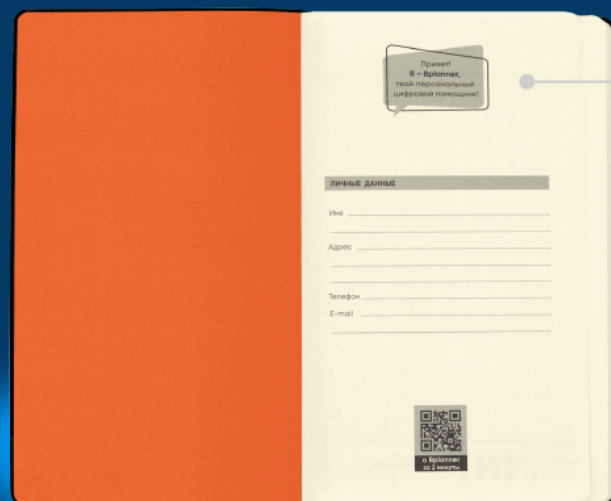 Привет!
Я – Bplanner,
твой персональный
цифровой помощник!
ЛИЧНЫЕ ДАННЫЕ
Имя
Адрес
Телефон
E-mail
о Bplanner
за 2 минуты